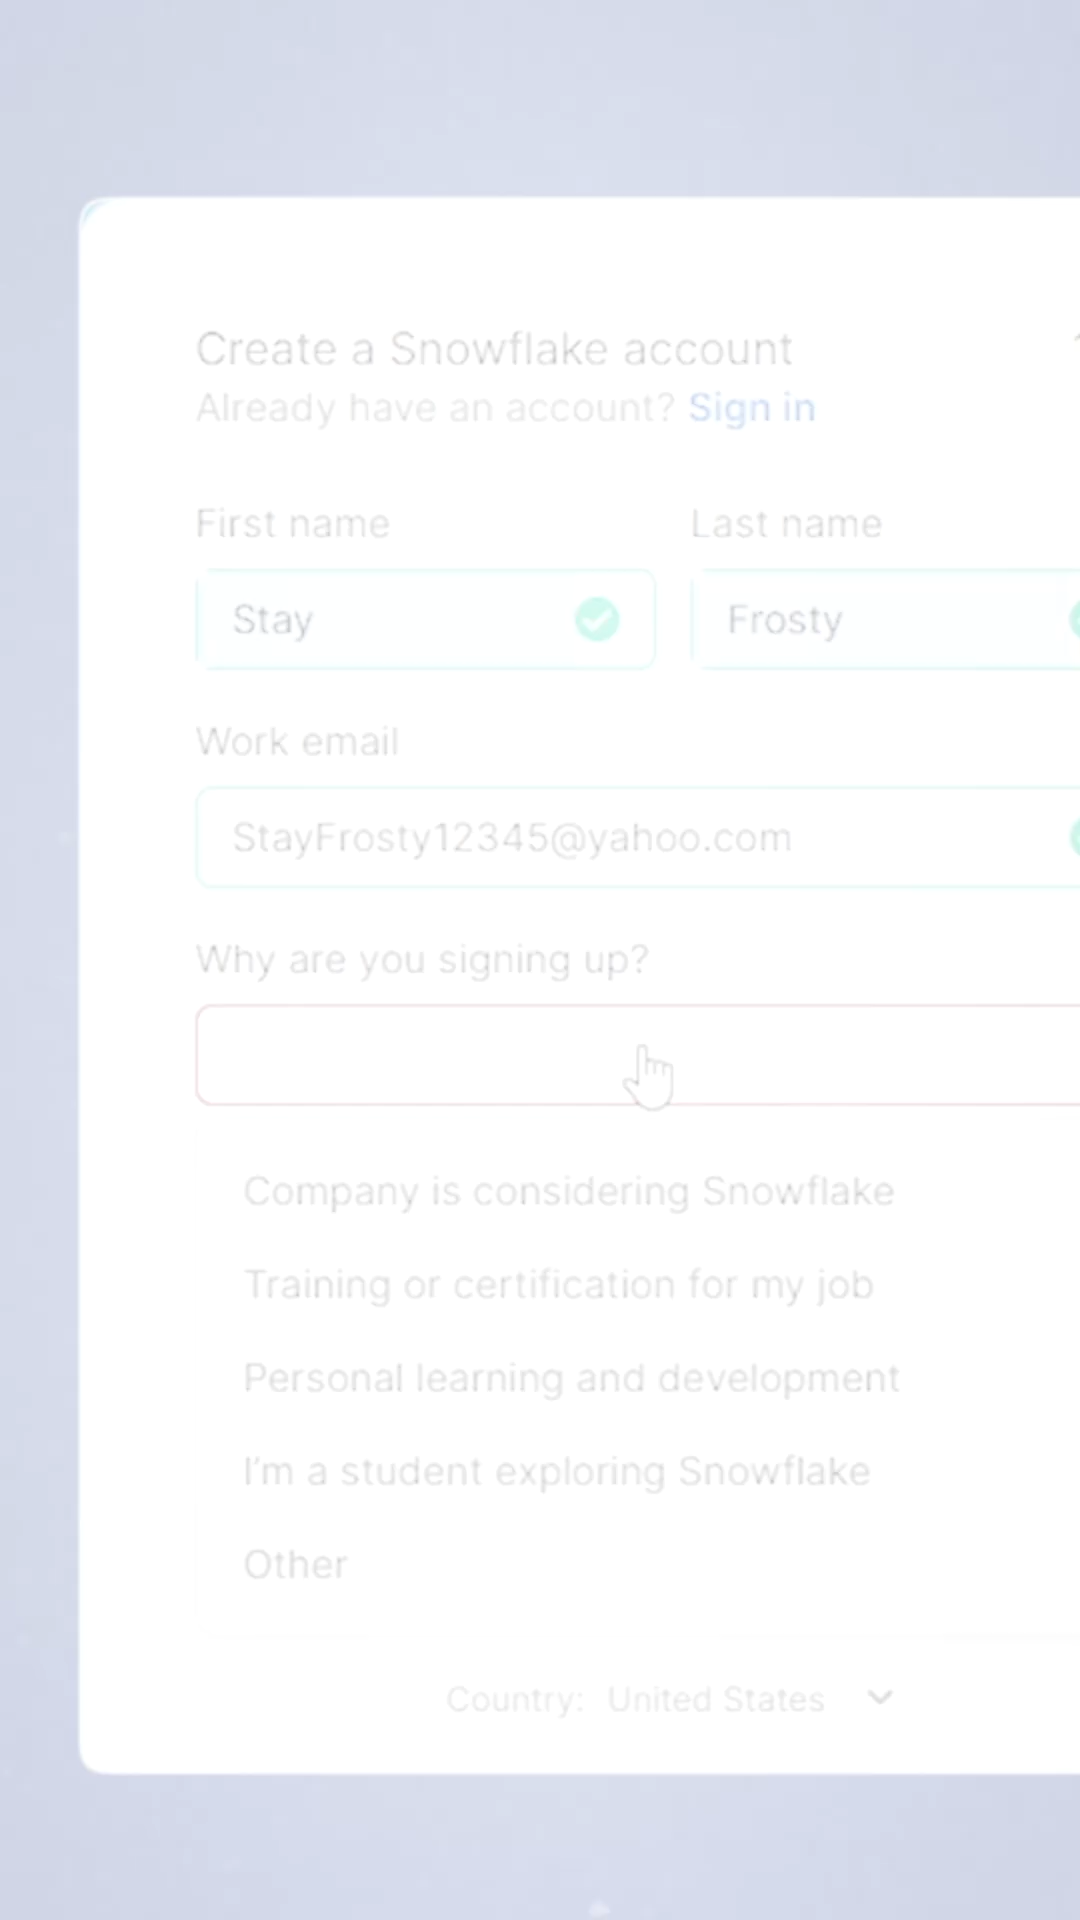 Create a Snowflake account
Already have an account? Sign in
First name Last name
Stay Frosty
Work email
StayFrosty12345@yahoo.com
Why are you signing up?
Company is considering Snowflake
Training or certification for my job
Personal learning and development
I'm a student exploring Snowflake
Other
Country: United States